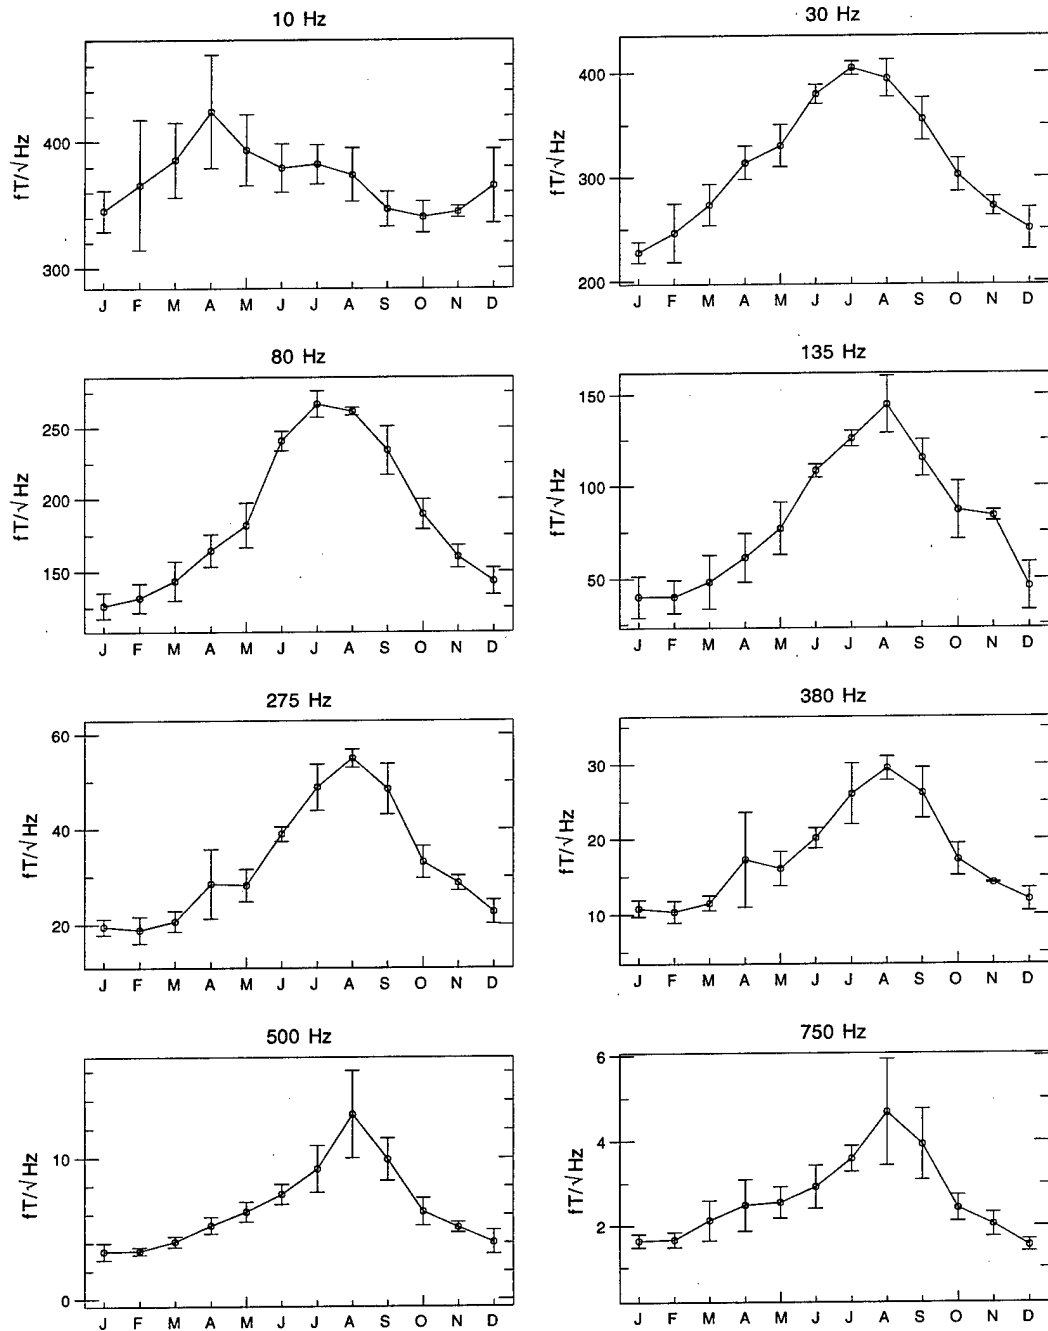 10 Hz
fT/√Hz
400
300
J F M A M J J A S O N D
30 Hz
fT/√Hz
400
300
200
J F M A M J J A S O N D
80 Hz
fT/√Hz
250
200
150
J F M A M J J A S O N D
135 Hz
fT/√Hz
150
100
50
J F M A M J J A S O N D
275 Hz
fT/√Hz
60
40
20
J F M A M J J A S O N D
380 Hz
fT/√Hz
30
20
10
J F M A M J J A S O N D
500 Hz
fT/√Hz
10
0
J F M A M J J A S O N D
750 Hz
fT/√Hz
6
4
2
J F M A M J J A S O N D